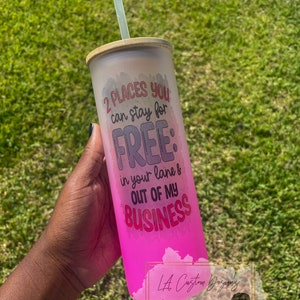 2 PLACES YOU
can stay for
FREE:
in your lane &
OUT OF MY
BUSINESS
LA Custom Designs